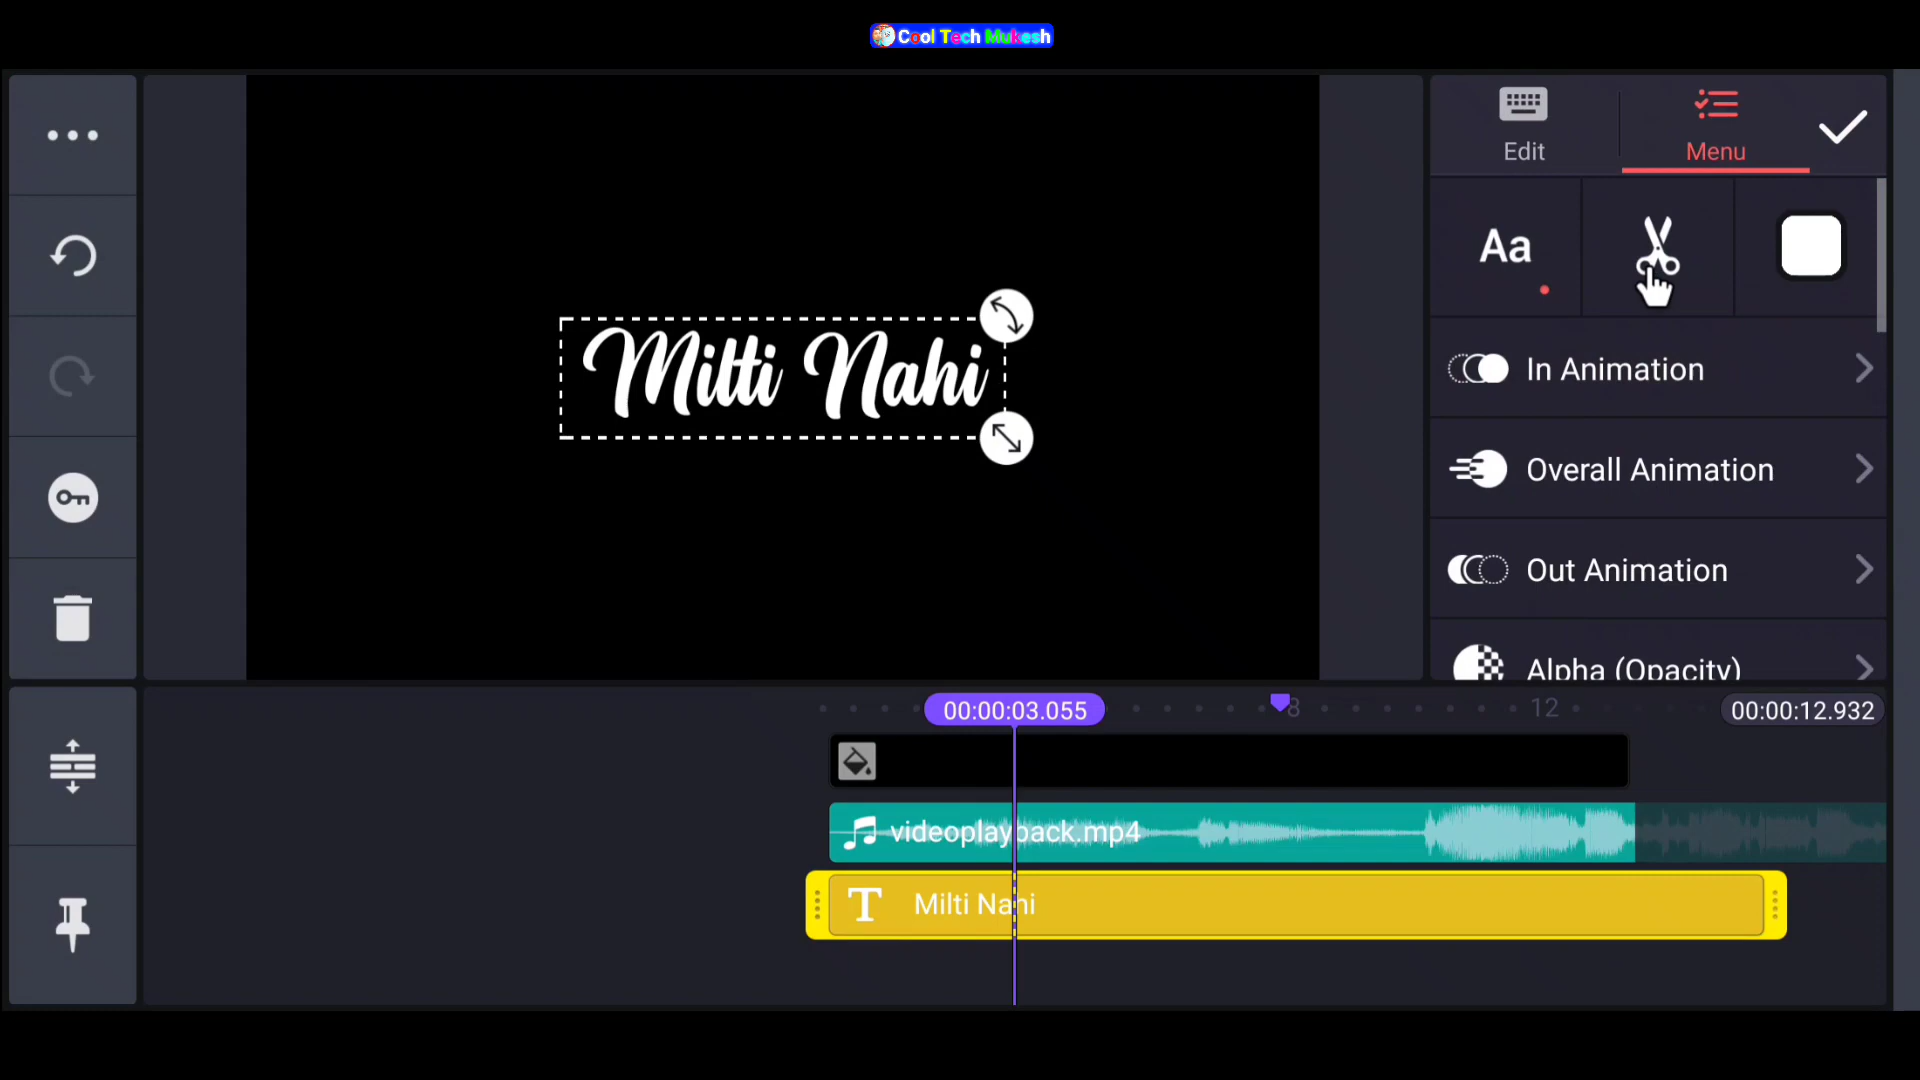 Cool Tech Mukesh
Edit
Menu
Milti Nahi
Aa
In Animation
Overall Animation
Out Animation
Alpha (Opacity)
00:00:03.055
8
12
00:00:12.932
videoplayback.mp4
T Milti Nahi